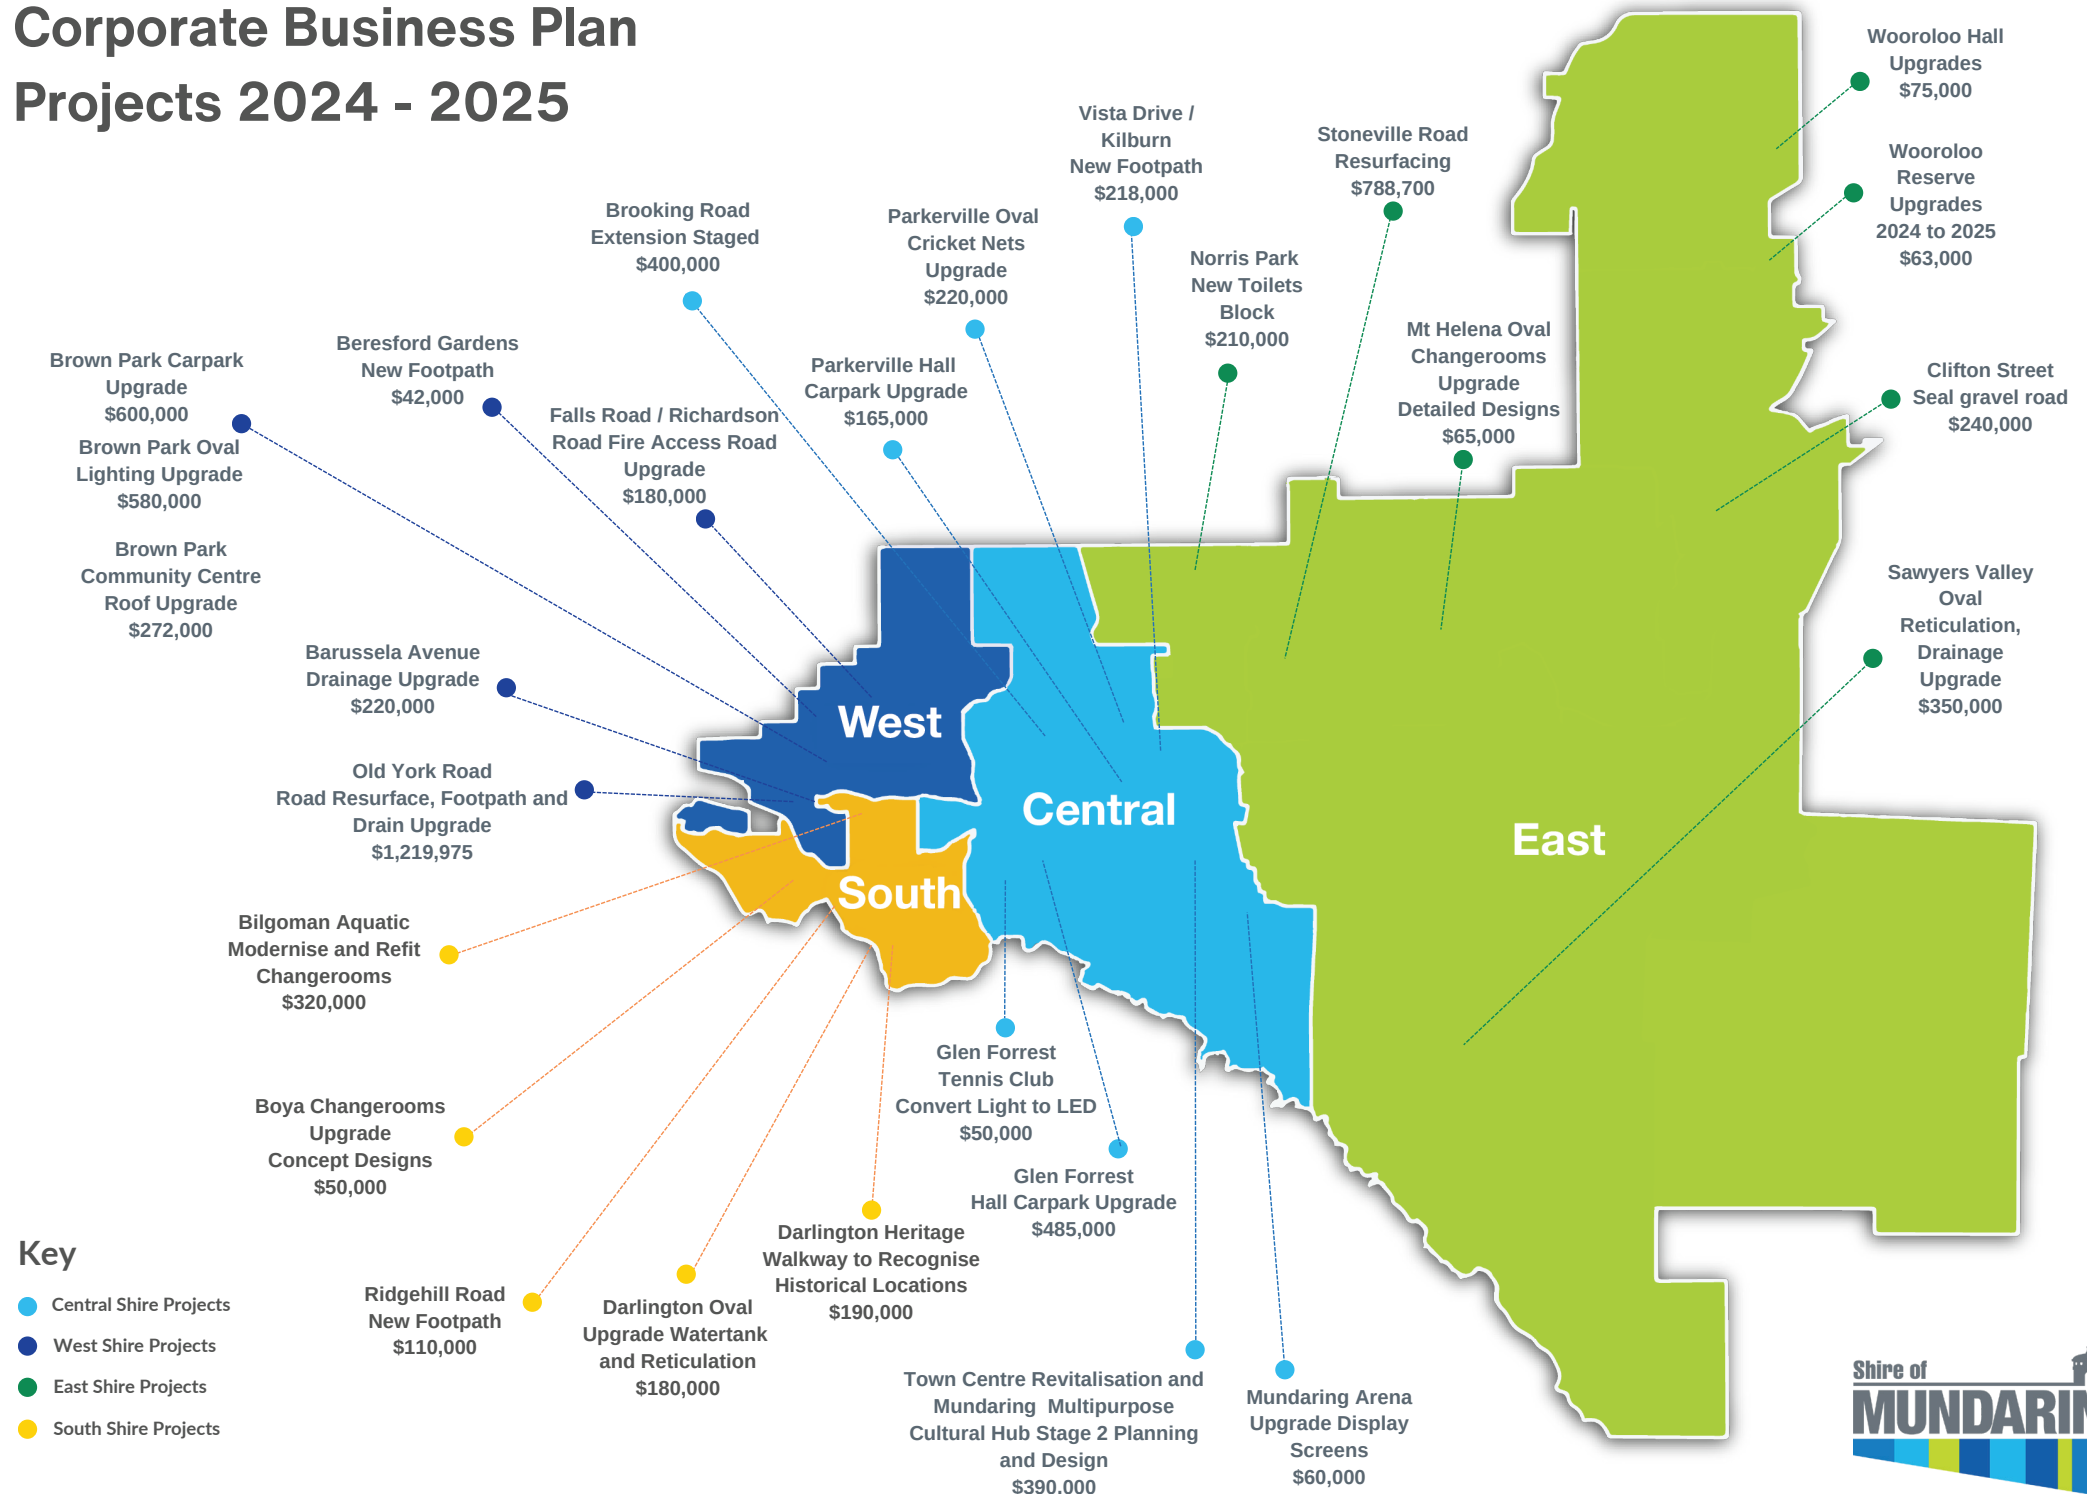 Corporate Business Plan
Projects 2024 - 2025
Wooroloo Hall
Upgrades
$75,000
Wooroloo
Reserve
Upgrades
2024 to 2025
$63,000
Vista Drive /
Kilburn
New Footpath
$218,000
Stoneville Road
Resurfacing
$788,700
Brooking Road
Extension Staged
$400,000
Parkerville Oval
Cricket Nets
Upgrade
$220,000
Norris Park
New Toilets
Block
$210,000
Mt Helena Oval
Changerooms
Upgrade
Detailed Designs
$65,000
Clifton Street
Seal gravel road
$240,000
Brown Park Carpark
Upgrade
$600,000
Brown Park Oval
Lighting Upgrade
$580,000
Brown Park
Community Centre
Roof Upgrade
$272,000
Beresford Gardens
New Footpath
$42,000
Falls Road / Richardson
Road Fire Access Road
Upgrade
$180,000
Parkerville Hall
Carpark Upgrade
$165,000
Sawyers Valley
Oval
Reticulation,
Drainage
Upgrade
$350,000
Barussela Avenue
Drainage Upgrade
$220,000
Old York Road
Road Resurface, Footpath and
Drain Upgrade
$1,219,975
West
Central
East
South
Bilgoman Aquatic
Modernise and Refit
Changerooms
$320,000
Boya Changerooms
Upgrade
Concept Designs
$50,000
Glen Forrest
Tennis Club
Convert Light to LED
$50,000
Glen Forrest
Hall Carpark Upgrade
$485,000
Ridgehill Road
New Footpath
$110,000
Darlington Oval
Upgrade Watertank
and Reticulation
$180,000
Darlington Heritage
Walkway to Recognise
Historical Locations
$190,000
Town Centre Revitalisation and
Mundaring Multipurpose
Cultural Hub Stage 2 Planning
and Design
$390.000
Mundaring Arena
Upgrade Display
Screens
$60,000
Key
Central Shire Projects
West Shire Projects
East Shire Projects
South Shire Projects
Shire of
MUNDARIN